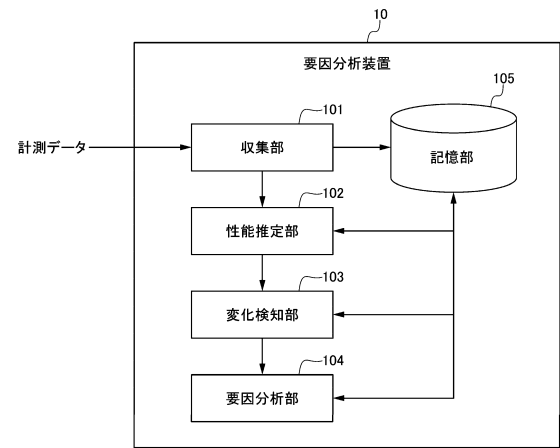 10
要因分析装置
105
101
計測データ
収集部
記憶部
102
性能推定部
103
変化検知部
104
要因分析部